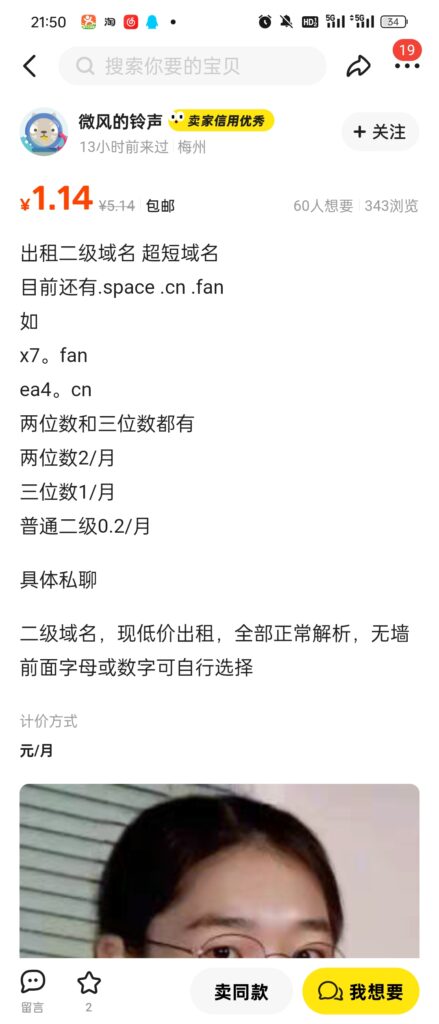 21:50
淘
HD
5G
5G
34
搜索你要的宝贝
19
微风的铃声
卖家信用优秀
13小时前来过 梅州
+ 关注
¥1.14 ¥5.14 包邮
60人想要 343浏览
出租二级域名 超短域名
目前还有.space .cn .fan
如
x7。fan
ea4。cn
两位数和三位数都有
两位数2/月
三位数1/月
普通二级0.2/月
具体私聊
二级域名，现低价出租，全部正常解析，无墙
前面字母或数字可自行选择
计价方式
元/月
留言
2
卖同款
我想要